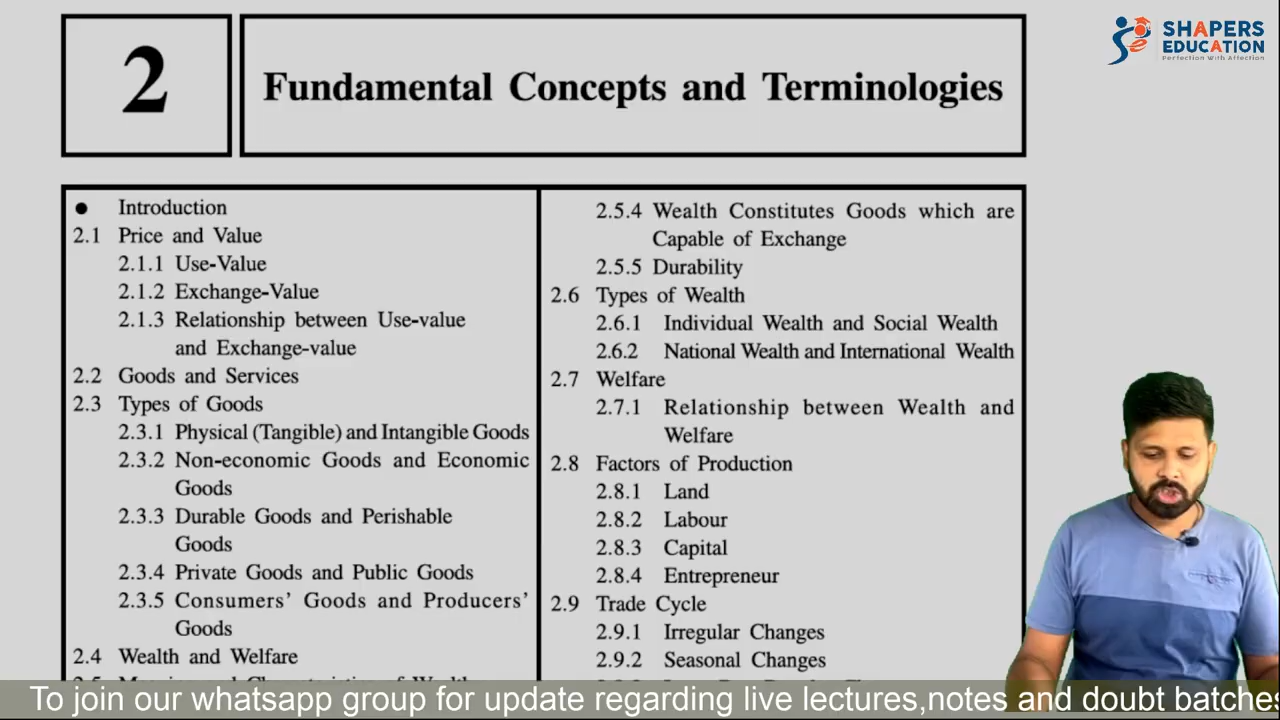 2
Fundamental Concepts and Terminologies
SHAPERS
EDUCATION
Perfection With Affection
● Introduction
2.1 Price and Value
2.1.1 Use-Value
2.1.2 Exchange-Value
2.1.3 Relationship between Use-value
and Exchange-value
2.2 Goods and Services
2.3 Types of Goods
2.3.1 Physical (Tangible) and Intangible Goods
2.3.2 Non-economic Goods and Economic
Goods
2.3.3 Durable Goods and Perishable
Goods
2.3.4 Private Goods and Public Goods
2.3.5 Consumers' Goods and Producers'
Goods
2.4 Wealth and Welfare
2.5.4 Wealth Constitutes Goods which are
Capable of Exchange
2.5.5 Durability
2.6 Types of Wealth
2.6.1 Individual Wealth and Social Wealth
2.6.2 National Wealth and International Wealth
2.7 Welfare
2.7.1 Relationship between Wealth and
Welfare
2.8 Factors of Production
2.8.1 Land
2.8.2 Labour
2.8.3 Capital
2.8.4 Entrepreneur
2.9 Trade Cycle
2.9.1 Irregular Changes
2.9.2 Seasonal Changes
To join our whatsapp group for update regarding live lectures,notes and doubt batches